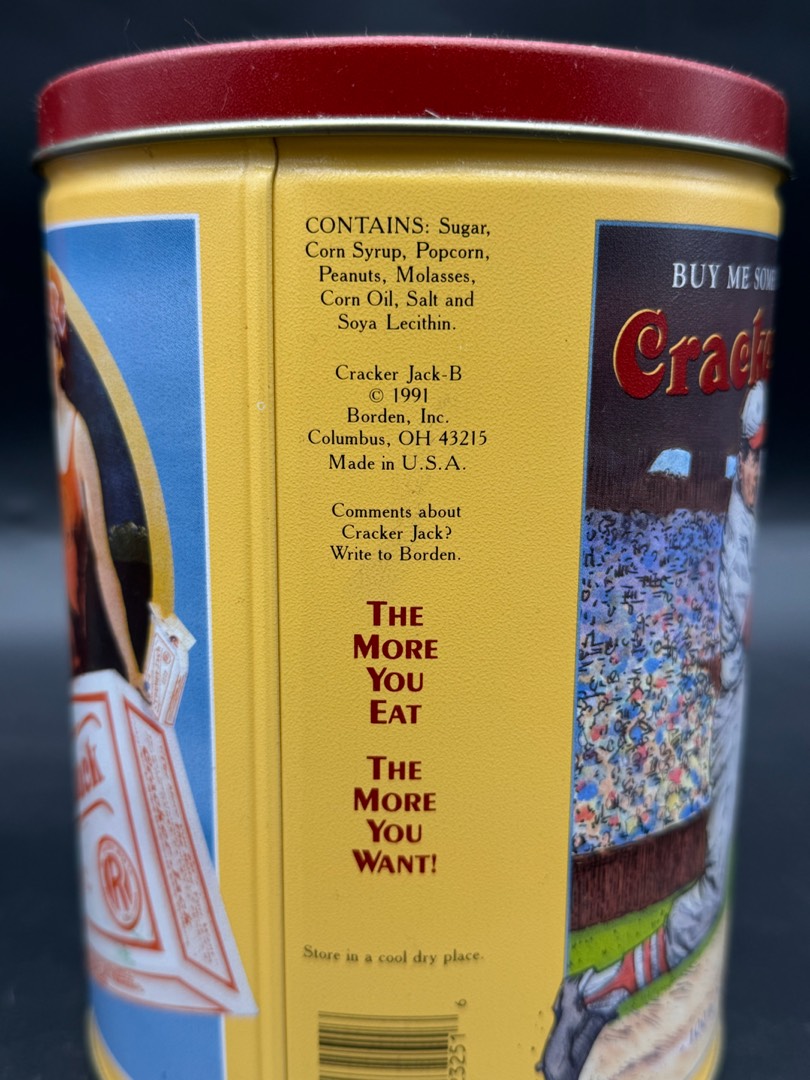 CONTAINS: Sugar,
Corn Syrup, Popcorn,
Peanuts, Molasses,
Corn Oil, Salt and
Soya Lecithin.
Cracker Jack-B
© 1991
Borden, Inc.
Columbus, OH 43215
Made in U.S.A.
Comments about
Cracker Jack?
Write to Borden.
THE
MORE
YOU
EAT
THE
MORE
YOU
WANT!
Store in a cool dry place.
BUY ME SOME
Cracke